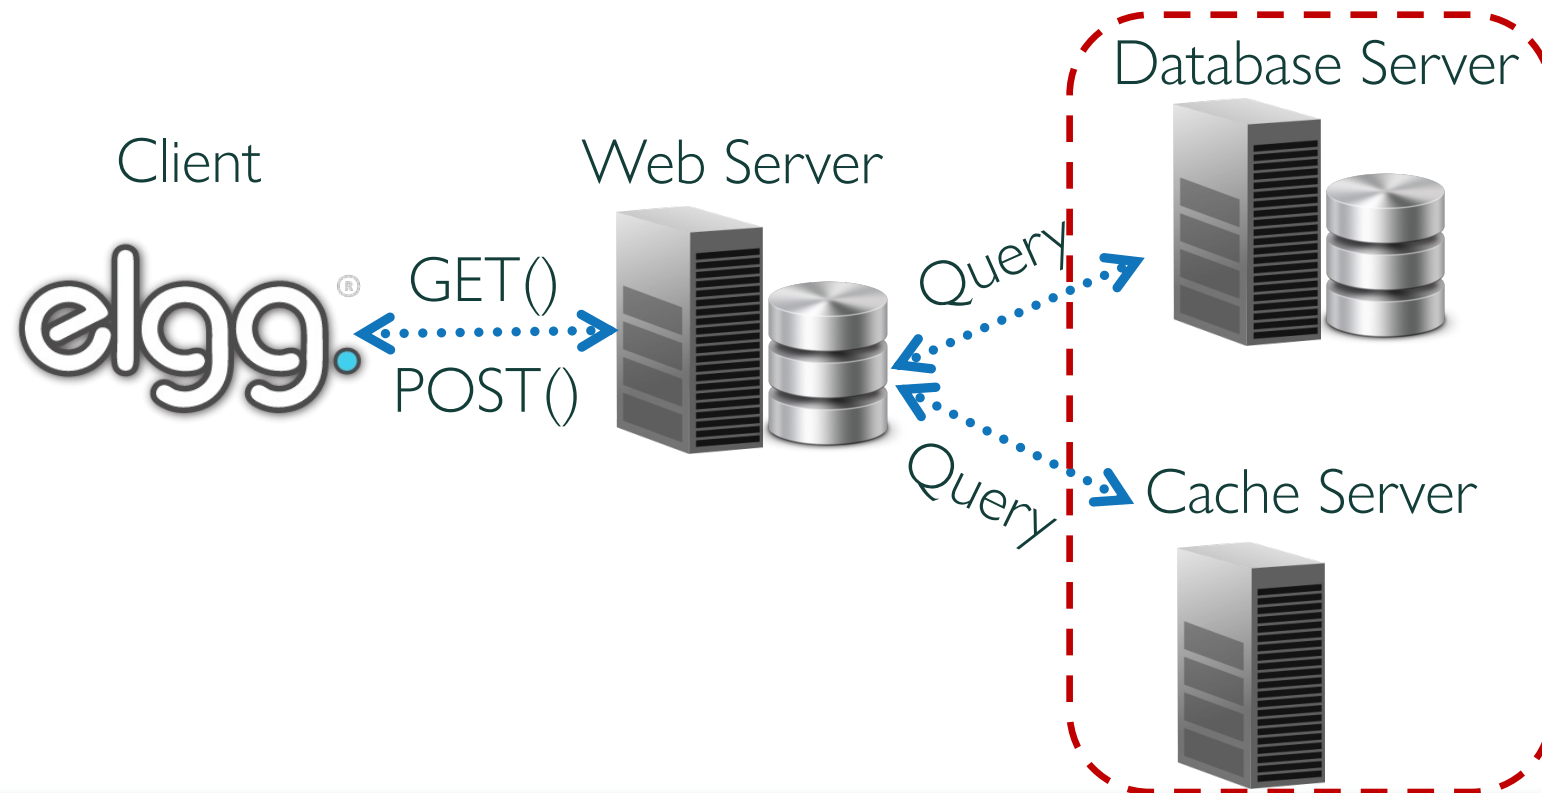 Database Server
Client
Web Server
elgg.®
GET()
POST()
Query
Query
Cache Server